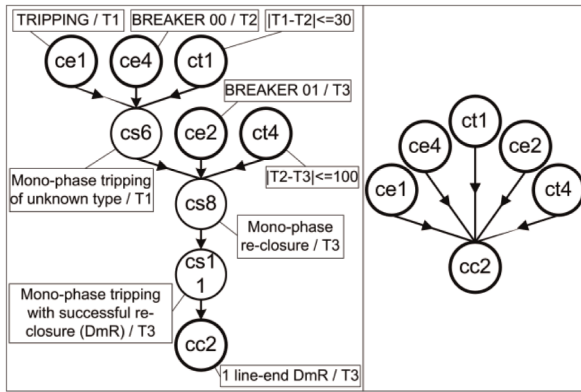 TRIPPING / T1
BREAKER 00 / T2
|T1-T2|<=30
ce1
ce4
ct1
BREAKER 01 / T3
cs6
ce2
ct4
Mono-phase tripping
of unknown type / T1
|T2-T3|<=100
cs8
Mono-phase
re-closure / T3
cs1
1
Mono-phase tripping
with successful re-
closure (DmR) / T3
cc2
1 line-end DmR / T3
ct1
ce4
ce2
ce1
ct4
cc2